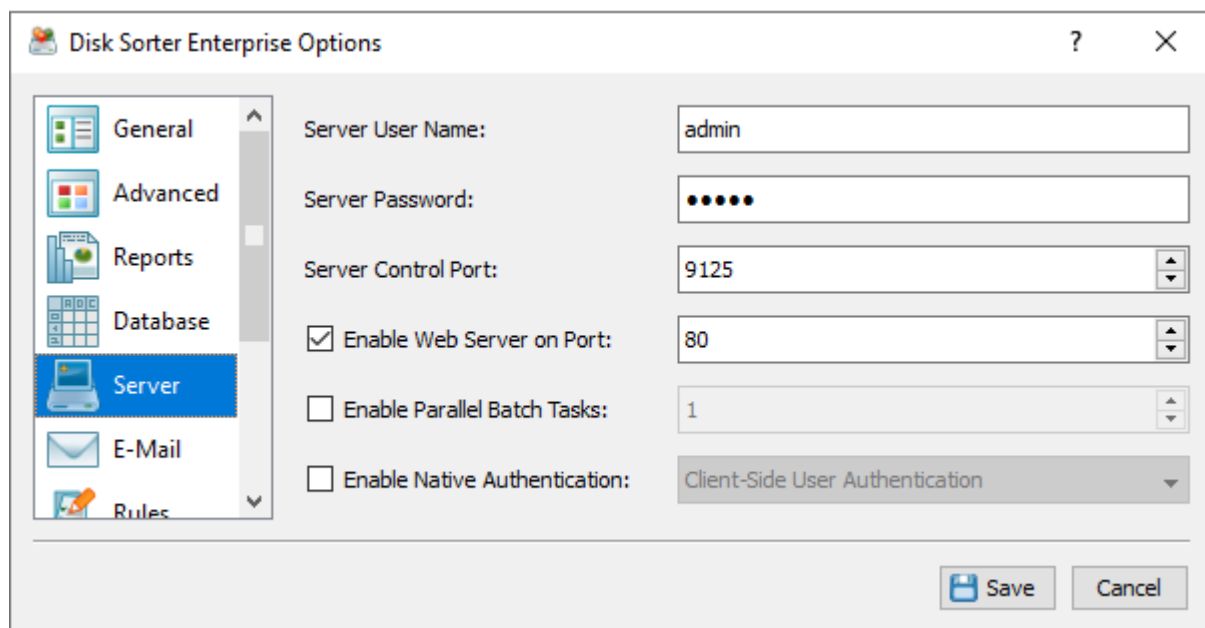 Disk Sorter Enterprise Options
General
Advanced
Reports
Database
Server
E-Mail
Rules
Server User Name: admin
Server Password: •••••
Server Control Port: 9125
Enable Web Server on Port: 80
Enable Parallel Batch Tasks: 1
Enable Native Authentication: Client-Side User Authentication
Save Cancel